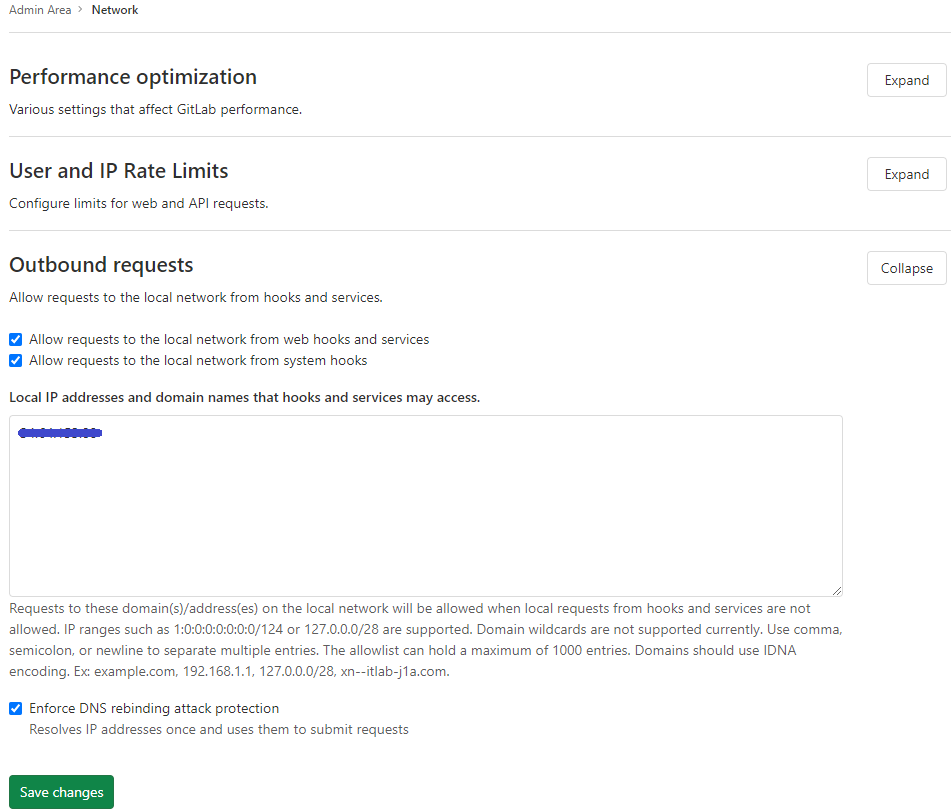 Admin Area › Network
Performance optimization
Expand
Various settings that affect GitLab performance.
User and IP Rate Limits
Expand
Configure limits for web and API requests.
Outbound requests
Collapse
Allow requests to the local network from hooks and services.
Allow requests to the local network from web hooks and services
Allow requests to the local network from system hooks
Local IP addresses and domain names that hooks and services may access.
Requests to these domain(s)/address(es) on the local network will be allowed when local requests from hooks and services are not
allowed. IP ranges such as 1:0:0:0:0:0:0:0/124 or 127.0.0.0/28 are supported. Domain wildcards are not supported currently. Use comma,
semicolon, or newline to separate multiple entries. The allowlist can hold a maximum of 1000 entries. Domains should use IDNA
encoding. Ex: example.com, 192.168.1.1, 127.0.0.0/28, xn--itlab-j1a.com.
Enforce DNS rebinding attack protection
Resolves IP addresses once and uses them to submit requests
Save changes